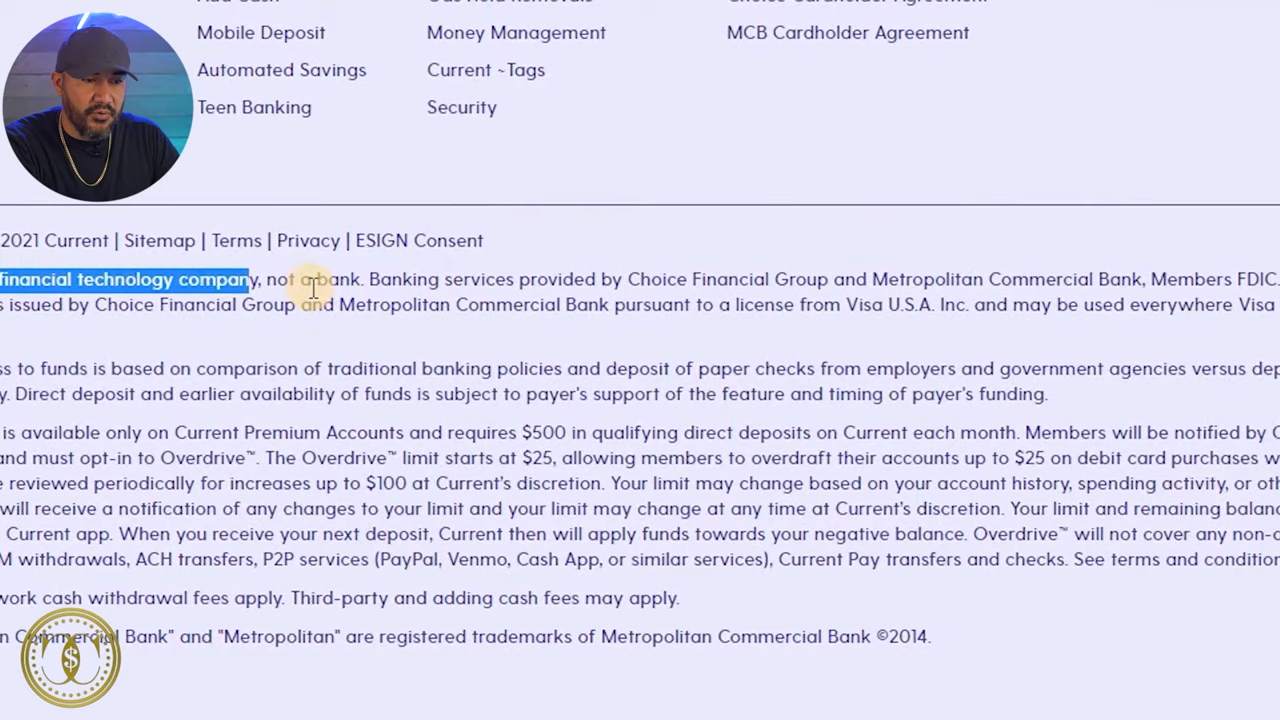 Add Cash
Gas Hold Removals
Choice Cardholder Agreement
Mobile Deposit
Money Management
MCB Cardholder Agreement
Automated Savings
Current ~Tags
Teen Banking
Security
2021 Current | Sitemap | Terms | Privacy | ESIGN Consent
financial technology company, not a bank. Banking services provided by Choice Financial Group and Metropolitan Commercial Bank, Members FDIC.
s issued by Choice Financial Group and Metropolitan Commercial Bank pursuant to a license from Visa U.S.A. Inc. and may be used everywhere Visa
ss to funds is based on comparison of traditional banking policies and deposit of paper checks from employers and government agencies versus dep
y. Direct deposit and earlier availability of funds is subject to payer's support of the feature and timing of payer's funding.
is available only on Current Premium Accounts and requires $500 in qualifying direct deposits on Current each month. Members will be notified by C
and must opt-in to Overdrive™. The Overdrive™ limit starts at $25, allowing members to overdraft their accounts up to $25 on debit card purchases w
e reviewed periodically for increases up to $100 at Current's discretion. Your limit may change based on your account history, spending activity, or oth
will receive a notification of any changes to your limit and your limit may change at any time at Current's discretion. Your limit and remaining balanc
Current app. When you receive your next deposit, Current then will apply funds towards your negative balance. Overdrive™ will not cover any non-d
M withdrawals, ACH transfers, P2P services (PayPal, Venmo, Cash App, or similar services), Current Pay transfers and checks. See terms and condition
work cash withdrawal fees apply. Third-party and adding cash fees may apply.
n Commercial Bank" and "Metropolitan" are registered trademarks of Metropolitan Commercial Bank ©2014.